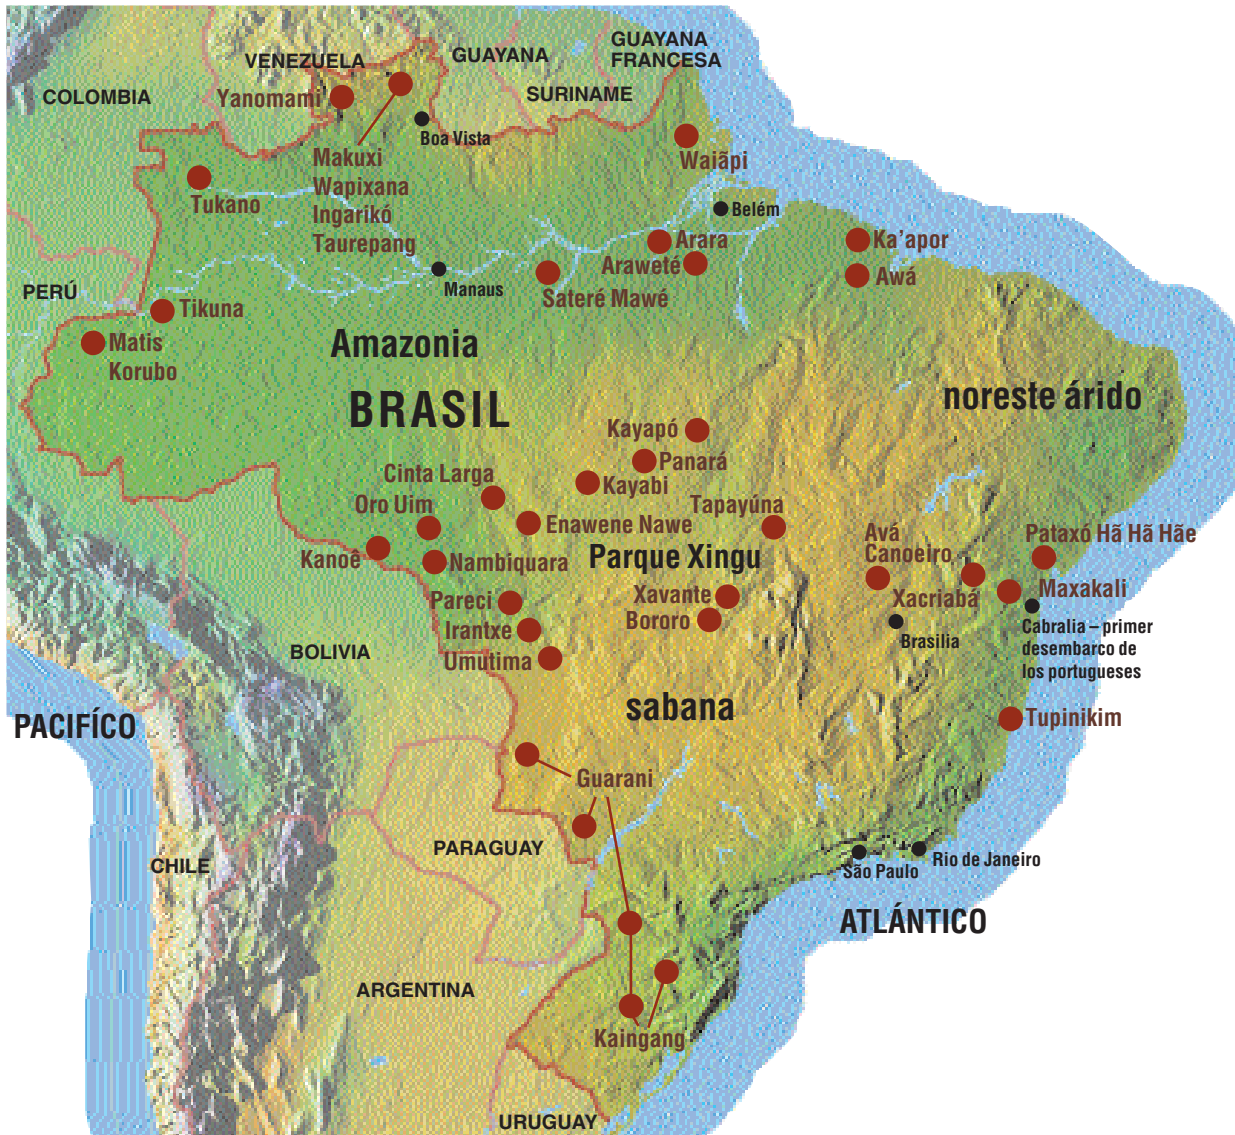 GUAYANA
FRANCESA
GUAYANA
VENEZUELA
SURINAME
COLOMBIA
Yanomami
Boa Vista
Waiãpi
Makuxi
Wapixana
Ingarikó
Taurepang
Tukano
Belém
Arara
Ka’apor
Araweté
Awá
Sateré Mawé
Manaus
PERÚ
Tikuna
Matis
Korubo
Amazonia
BRASIL
noreste árido
Kayapó
Panará
Kayabi
Cinta Larga
Oro Uim
Enawene Nawe
Tapayúna
Kanoê
Nambiquara
Parque Xingu
Avá
Canoeiro
Pataxó Hã Hã Hãe
Maxakali
Xacriabá
Pareci
Xavante
Irantxe
Bororo
Umutima
Brasilia
Cabralia – primer
desembarco de
los portugueses
BOLIVIA
PACIFÍCO
sabana
Tupinikim
Guarani
PARAGUAY
CHILE
São Paulo
Rio de Janeiro
ATLÁNTICO
ARGENTINA
Kaingang
URUGUAY